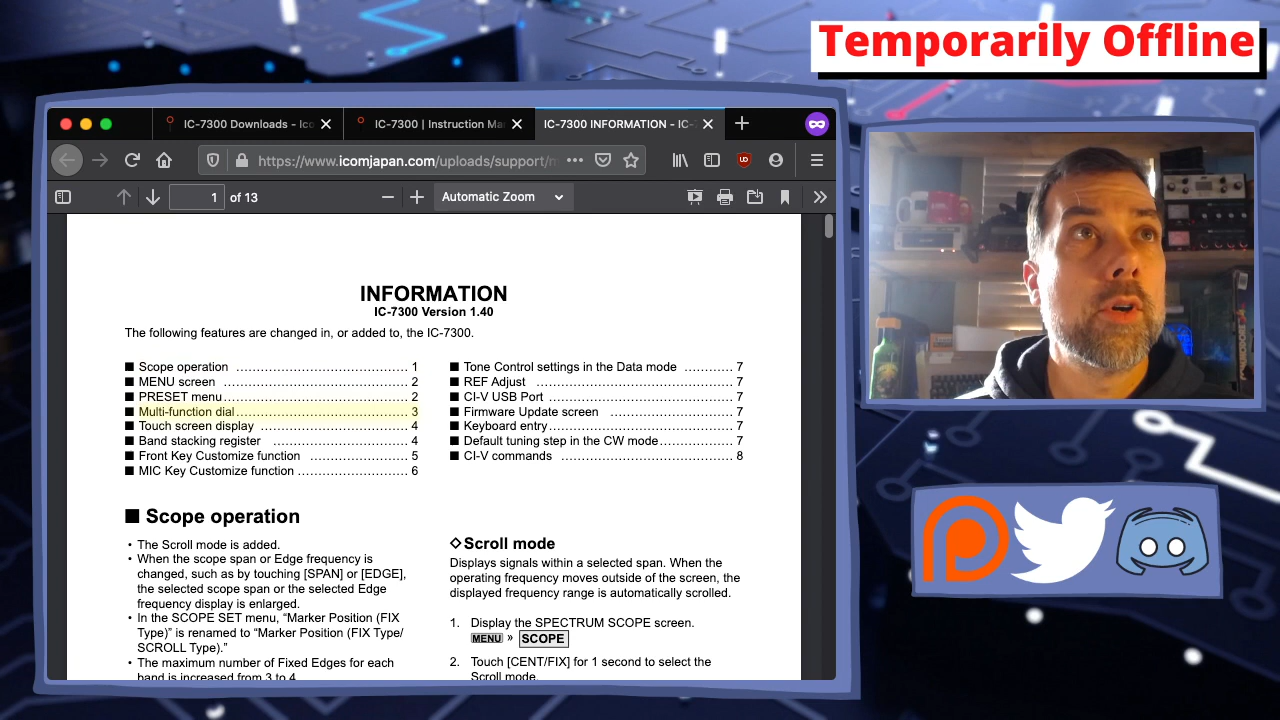 Temporarily Offline
IC-7300 Downloads - Ico
IC-7300 | Instruction Ma
IC-7300 INFORMATION - IC-
https://www.icomjapan.com/uploads/support/m
1 of 13
Automatic Zoom
INFORMATION
IC-7300 Version 1.40
The following features are changed in, or added to, the IC-7300.
■ Scope operation ........................ 1
■ MENU screen ........................ 2
■ PRESET menu ........................ 2
■ Multi-function dial ........................ 3
■ Touch screen display ........................ 4
■ Band stacking register ........................ 4
■ Front Key Customize function ........................ 5
■ MIC Key Customize function ........................ 6
■ Tone Control settings in the Data mode ........... 7
■ REF Adjust ........................ 7
■ CI-V USB Port ........................ 7
■ Firmware Update screen ........................ 7
■ Keyboard entry ........................ 7
■ Default tuning step in the CW mode ........................ 7
■ CI-V commands ........................ 8
■ Scope operation
• The Scroll mode is added.
• When the scope span or Edge frequency is
changed, such as by touching [SPAN] or [EDGE],
the selected scope span or the selected Edge
frequency display is enlarged.
• In the SCOPE SET menu, “Marker Position (FIX
Type)” is renamed to “Marker Position (FIX Type/
SCROLL Type).”
• The maximum number of Fixed Edges for each
band is increased from 3 to 4.
◇Scroll mode
Displays signals within a selected span. When the
operating frequency moves outside of the screen, the
displayed frequency range is automatically scrolled.
1. Display the SPECTRUM SCOPE screen.
MENU » SCOPE
2. Touch [CENT/FIX] for 1 second to select the
Scroll mode.